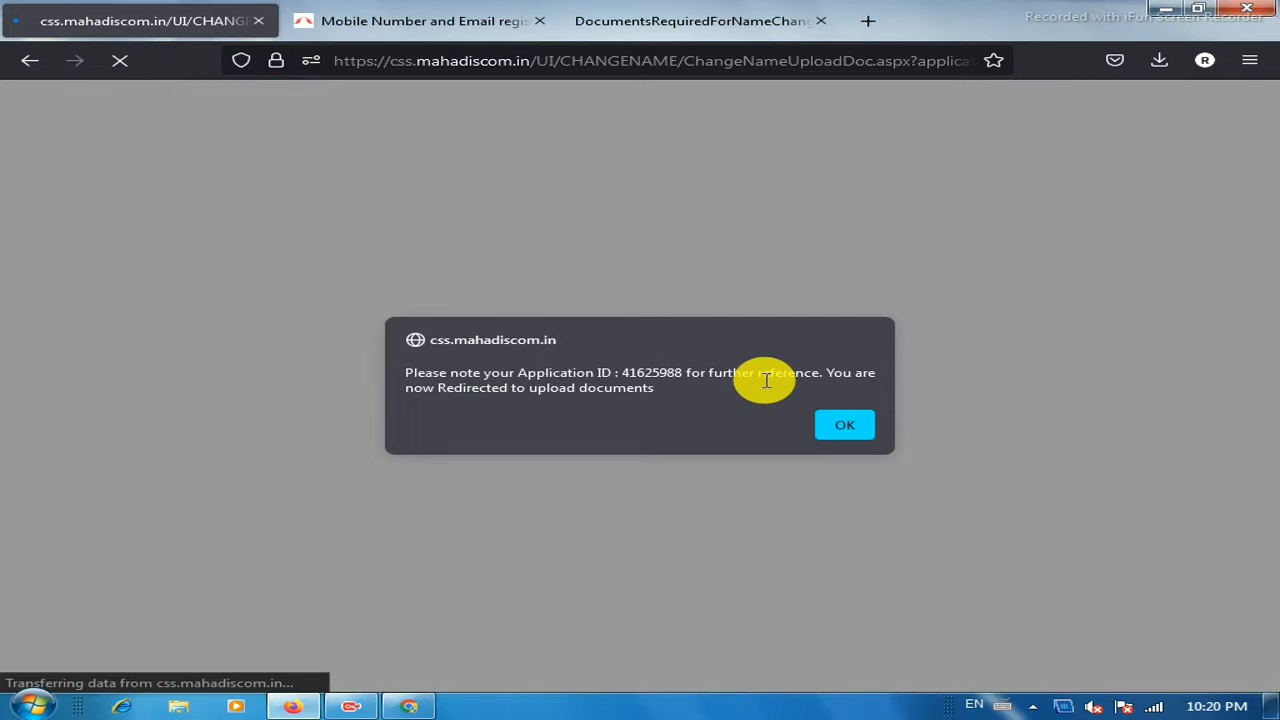 css.mahadiscom.in/UI/CHANGE
Mobile Number and Email regis
DocumentsRequiredForNameChang
Recorded with iFun Screen Recorder
https://css.mahadiscom.in/UI/CHANGENAME/ChangeNameUploadDoc.aspx?applicat
R
css.mahadiscom.in
Please note your Application ID : 41625988 for further reference. You are
now Redirected to upload documents
OK
Transferring data from css.mahadiscom.in...
EN
10:20 PM